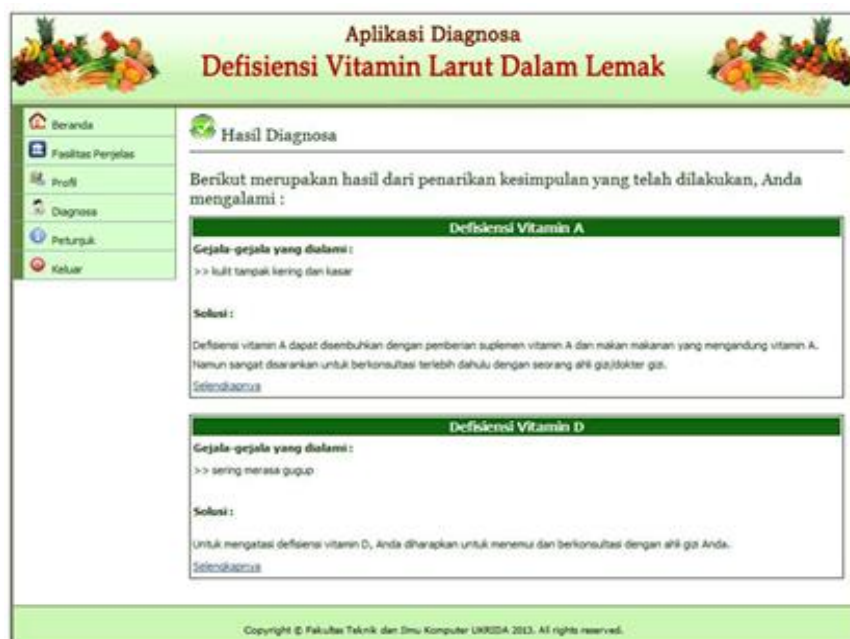 Aplikasi Diagnosa
Defisiensi Vitamin Larut Dalam Lemak
Beranda
Fasilitas Penjelas
Profil
Diagnosa
Petunjuk
Keluar
Hasil Diagnosa
Berikut merupakan hasil dari penarikan kesimpulan yang telah dilakukan, Anda
mengalami :
Defisiensi Vitamin A
Gejala-gejala yang dialami :
>> kulit tampak kering dan kasar
Solusi :
Defisiensi vitamin A dapat disembuhkan dengan pemberian suplemen vitamin A dan makan makanan yang mengandung vitamin A.
Namun sangat disarankan untuk berkonsultasi terlebih dahulu dengan seorang ahli gizi/dokter gizi.
Selengkapnya
Defisiensi Vitamin D
Gejala-gejala yang dialami :
>> sering merasa gugup
Solusi :
Untuk mengatasi defisiensi vitamin D, Anda diharapkan untuk menemui dan berkonsultasi dengan ahli gizi Anda.
Selengkapnya
Copyright © Fakultas Teknik dan Ilmu Komputer UKRIDA 2013. All rights reserved.